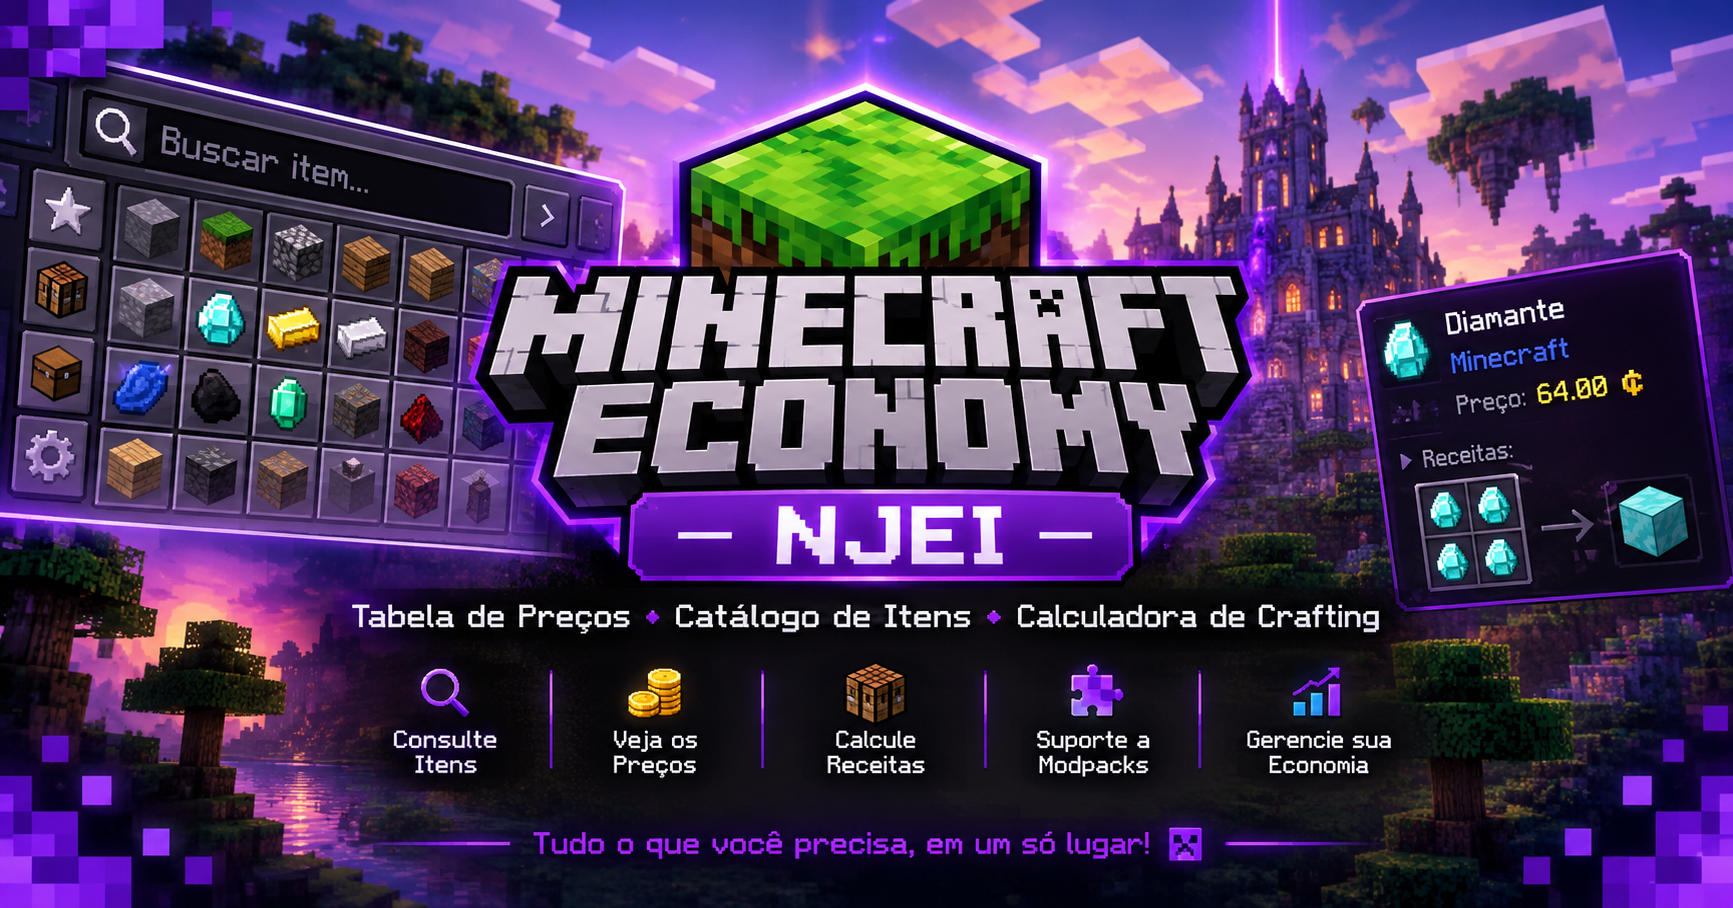 Buscar item...
MINECRAFT
ECONOMY
NJEI
Diamante
Minecraft
Preço: 64.00
Receitas:
Tabela de Preços • Catálogo de Itens • Calculadora de Crafting
Consulte
Itens
Veja os
Preços
Calcule
Receitas
Suporte a
Modpacks
Gerencie sua
Economia
Tudo o que você precisa, em um só lugar!